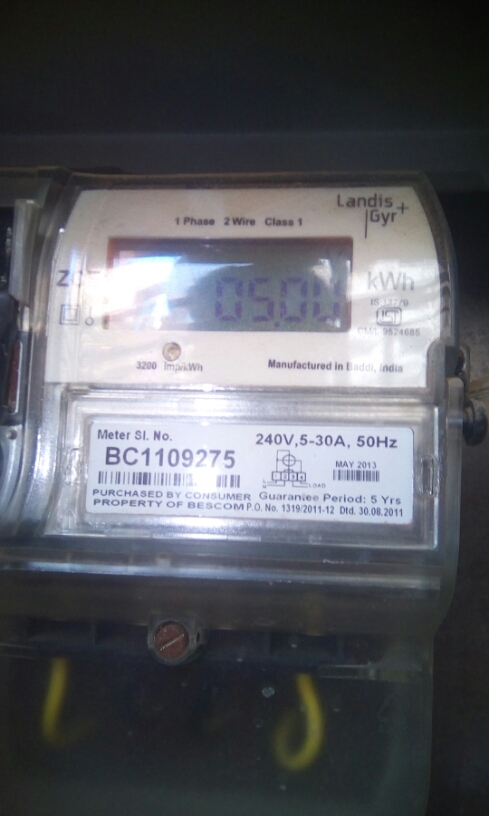 Landis
Gyr+
1 Phase 2 Wire Class 1
kWh
3200 Imp/kWh
Manufactured in Baddi, India
Meter Sl. No.
BC1109275
240V,5-30A, 50Hz
MAY 2013
LOAD
PURCHASED BY CONSUMER Guarantee Period: 5 Yrs
PROPERTY OF BESCOM P.O. No. 1319/2011-12 Dtd. 30.08.2011